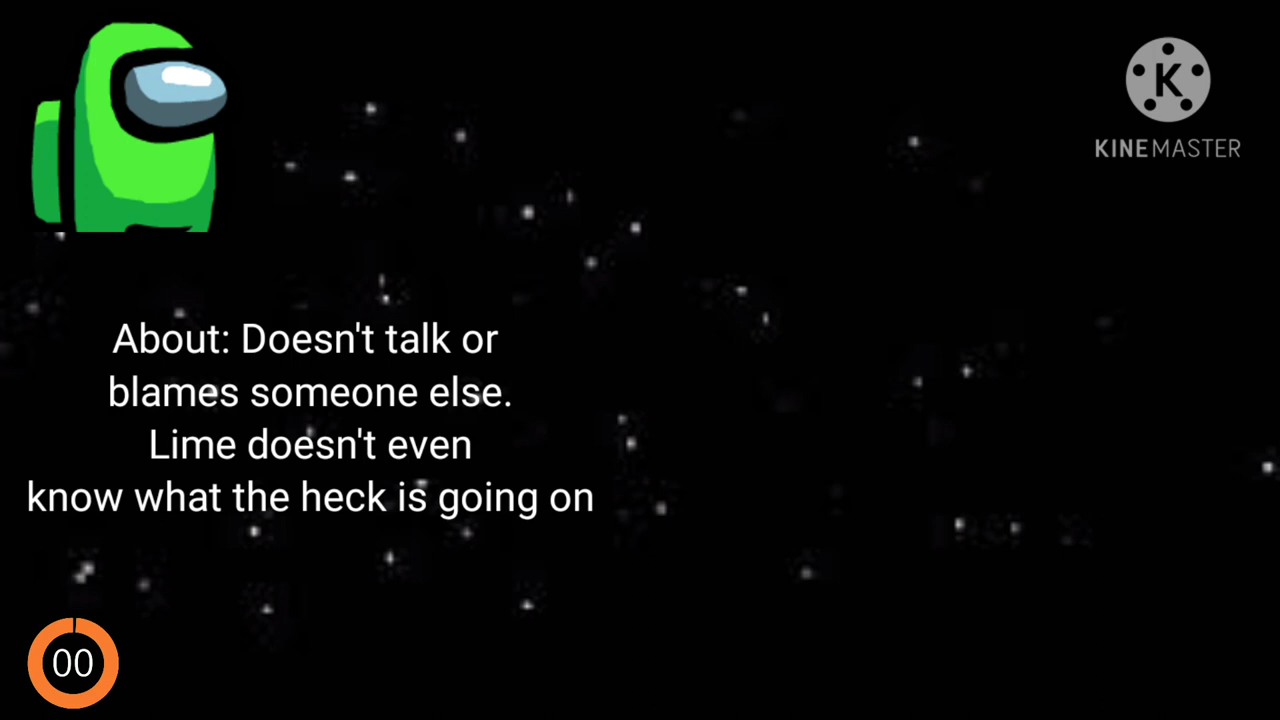 K
KINEMASTER
About: Doesn't talk or
blames someone else.
Lime doesn't even
know what the heck is going on
00